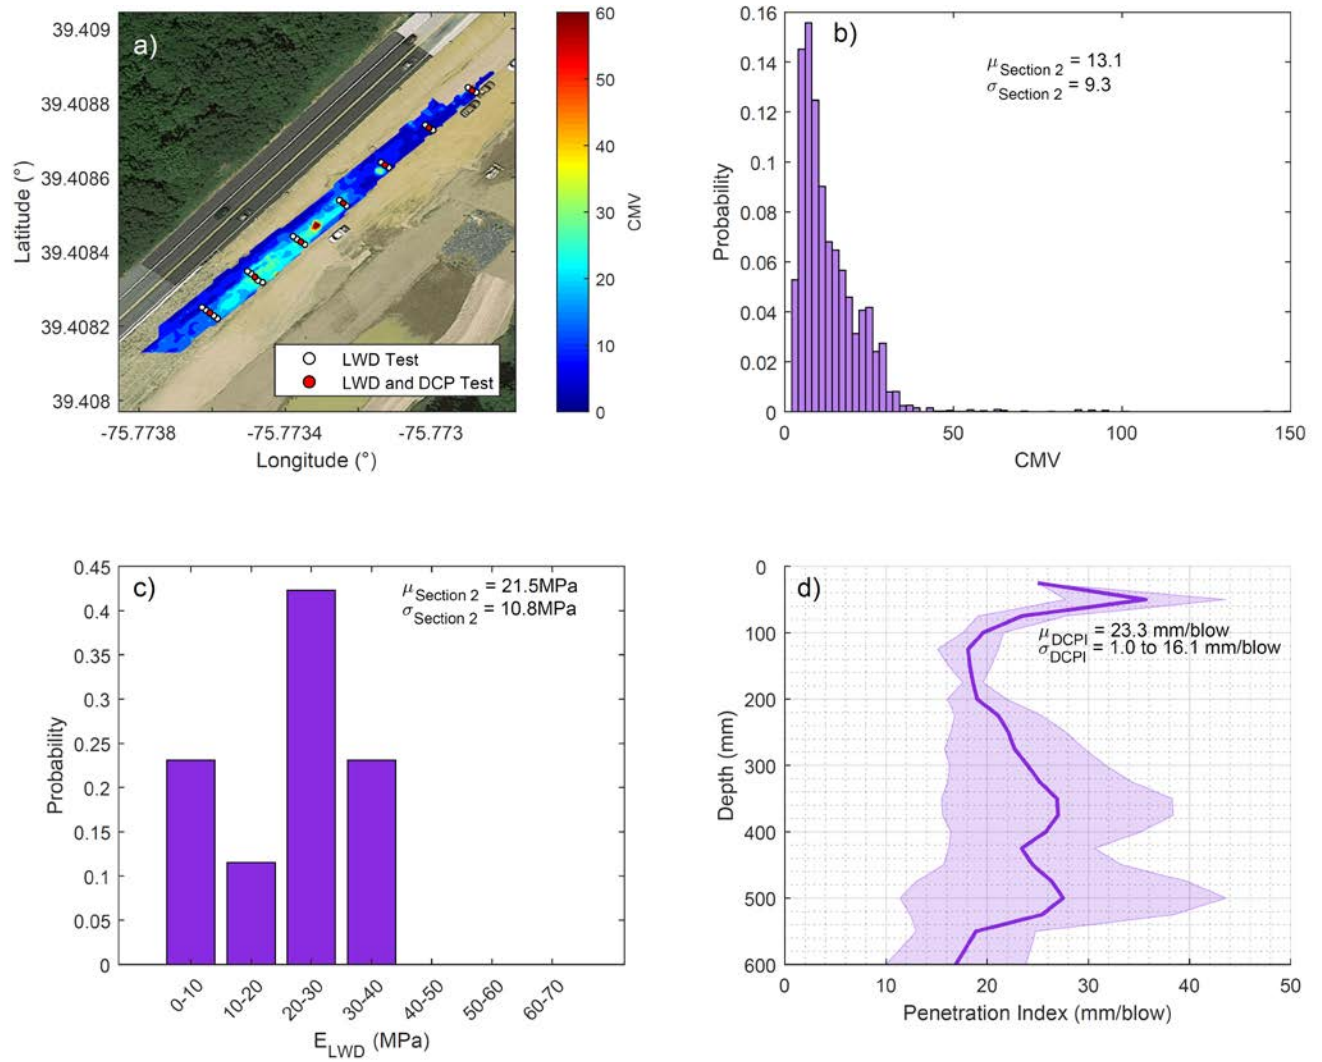 a)
39.409
39.4088
39.4086
39.4084
39.4082
39.408
Latitude (°)
-75.7738
-75.7734
-75.773
Longitude (°)
LWD Test
LWD and DCP Test
60
50
40
30
20
10
0
CMV
b)
μSection 2 = 13.1
σSection 2 = 9.3
0.16
0.14
0.12
0.1
0.08
0.06
0.04
0.02
0
Probability
0
50
100
150
CMV
c)
μSection 2 = 21.5MPa
σSection 2 = 10.8MPa
0.45
0.4
0.35
0.3
0.25
0.2
0.15
0.1
0.05
0
Probability
0-10
10-20
20-30
30-40
40-50
50-60
60-70
ELWD (MPa)
d)
μDCPI = 23.3 mm/blow
σDCPI = 1.0 to 16.1 mm/blow
0
100
200
300
400
500
600
Depth (mm)
0
10
20
30
40
50
Penetration Index (mm/blow)